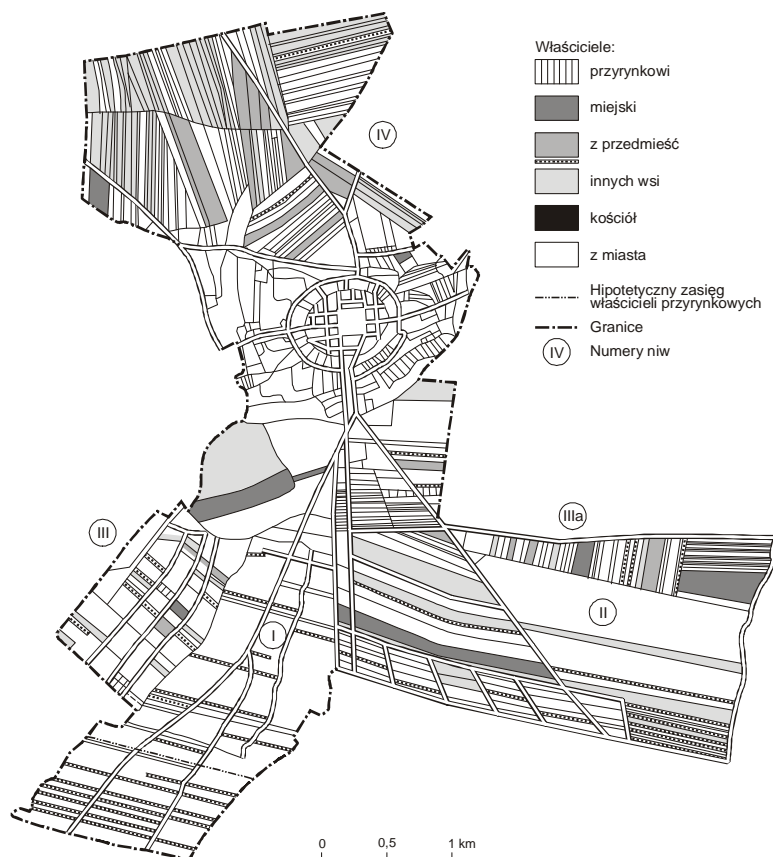 Właściciele:
przyrynkowi
miejski
z przedmieść
innych wsi
kościół
z miasta
Hipotetyczny zasięg
właścicieli przyrynkowych
Granice
IV
Numery niw
IV
IIIa
III
II
I
0
0,5
1 km